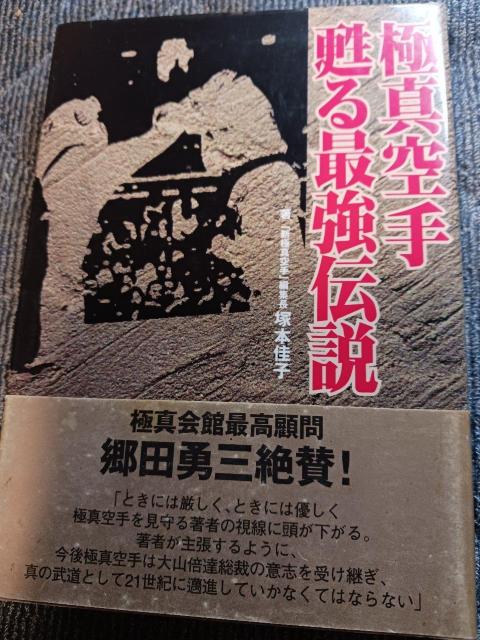 極真空手
甦る最強伝説
著 「新極真空手」編集長 塚本佳子
極真会館最高顧問
郷田勇三絶賛!
「ときには厳しく、ときには優しく
極真空手を見守る著者の視線に頭が下がる。
著者が主張するように、
今後極真空手は大山倍達総裁の意志を受け継ぎ、
真の武道として21世紀に邁進していかなくてはならない」